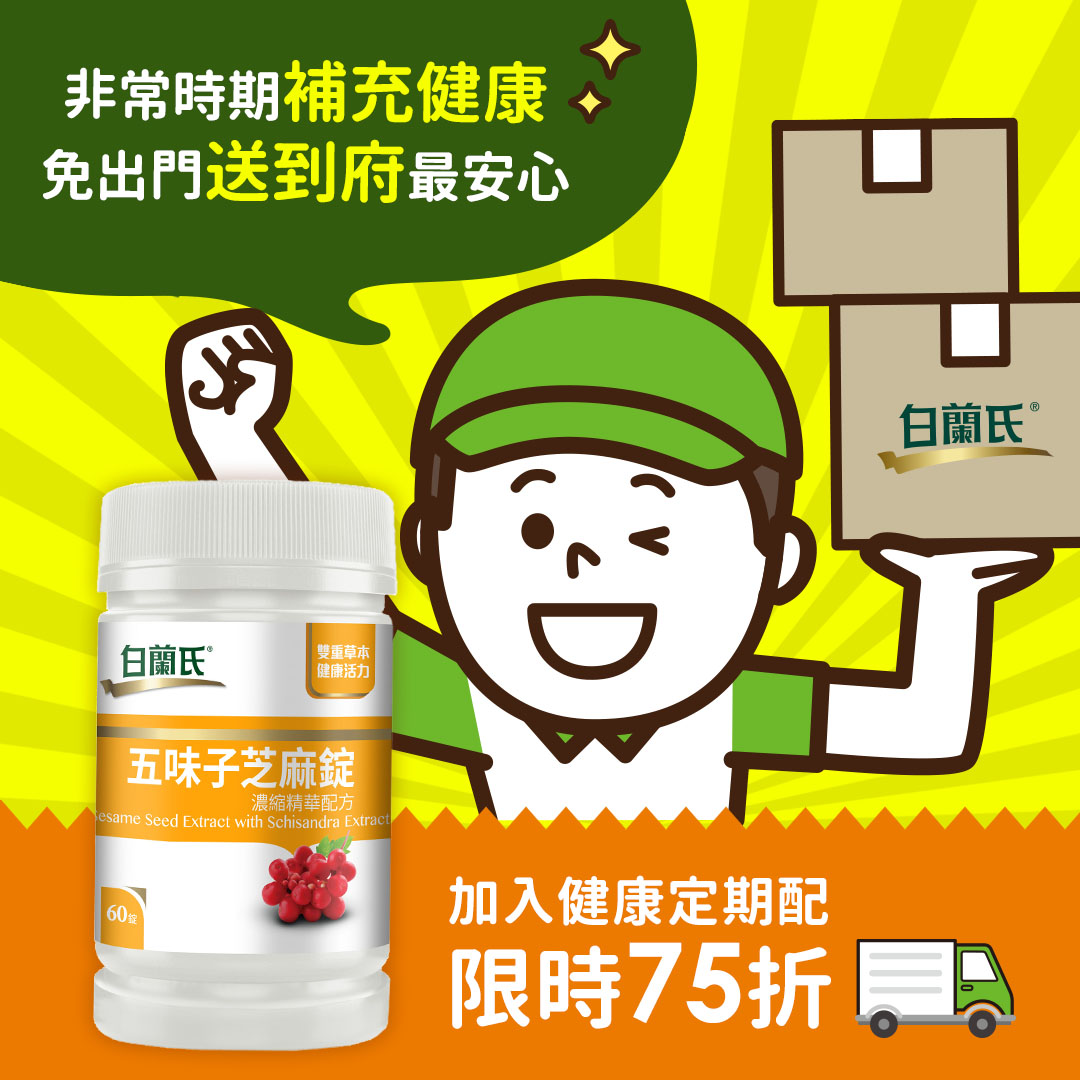 非常時期補充健康
免出門送到府最安心
白蘭氏®
白蘭氏®
雙重草本
健康活力
五味子芝麻錠
濃縮精華配方
esame Seed Extract with Schisandra Extract
60錠
加入健康定期配
限時75折